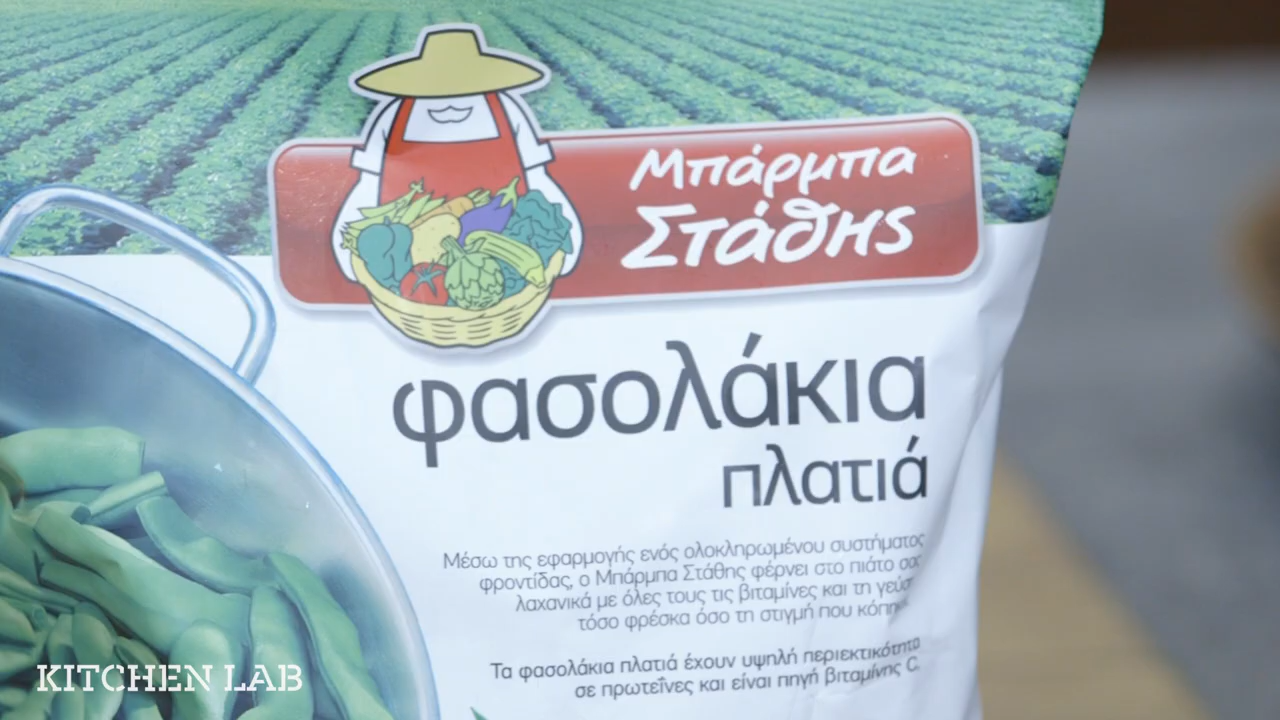 Μπάρμπα
Στάθης
φασολάκια
πλατιά
Μέσω της εφαρμογής ενός ολοκληρωμένου συστήματος
φροντίδας, ο Μπάρμπα Στάθης φέρνει στο πιάτο σας
λαχανικά με όλες τους τις βιταμίνες και τη
τόσο φρέσκα όσο τη στιγμή που
Τα φασολάκια πλατιά έχουν υψηλή περιεκτικότητα
σε πρωτεΐνες και είναι πηγή βιταμίνης C.
KITCHEN LAB